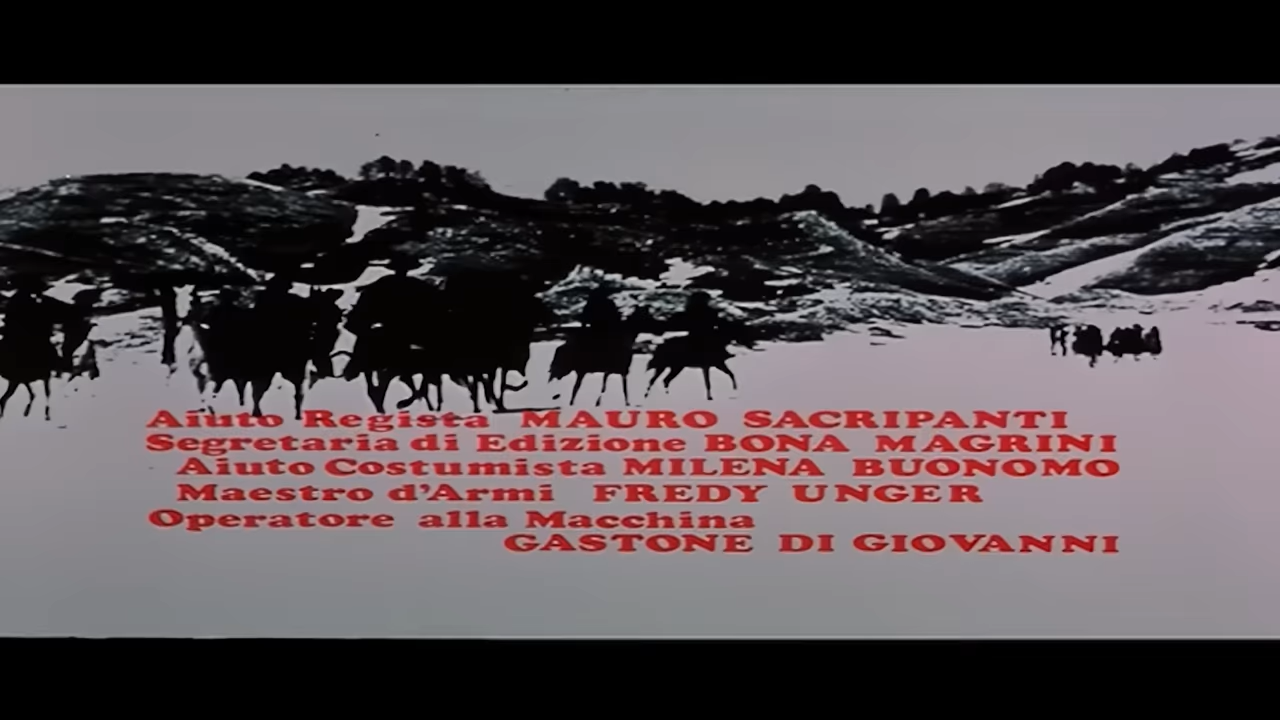 Aiuto Regista MAURO SACRIPANTI
Segretaria di Edizione BONA MAGRINI
Aiuto Costumista MILENA BUONOMO
Maestro d'Armi FREDY UNGER
Operatore alla Macchina
GASTONE DI GIOVANNI